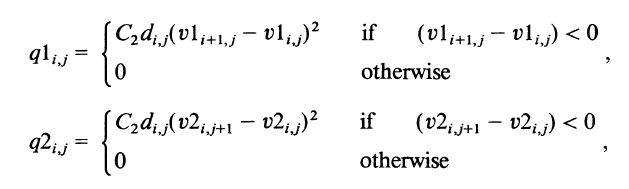 q1_{i,j} = { C_2 d_{i,j}(v1_{i+1,j} − v1_{i,j})² if (v1_{i+1,j} − v1_{i,j}) < 0
0 otherwise ,
q2_{i,j} = { C_2 d_{i,j}(v2_{i,j+1} − v2_{i,j})² if (v2_{i,j+1} − v2_{i,j}) < 0
0 otherwise ,